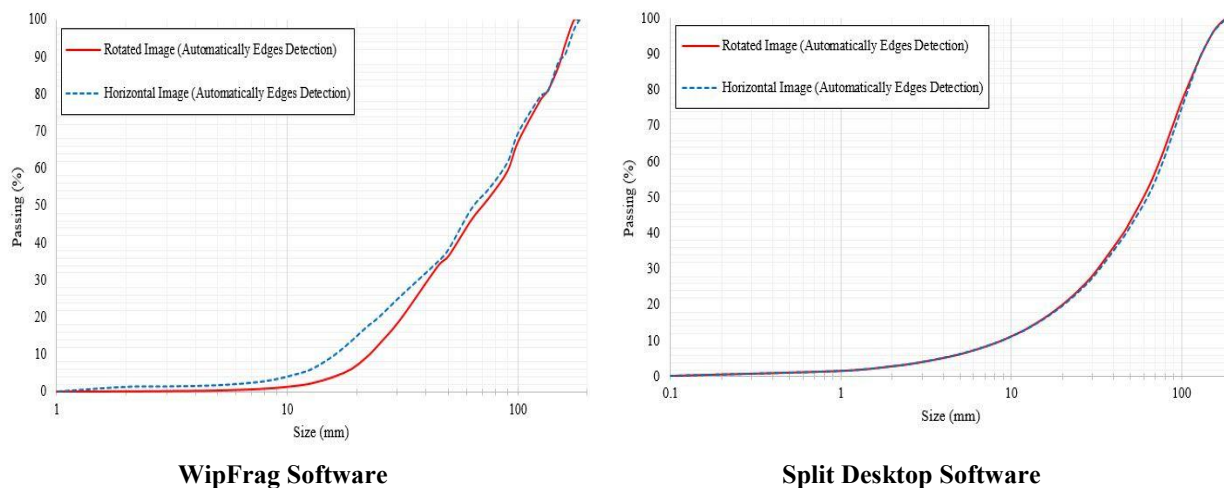 100
90
80
70
60
50
40
30
20
10
0
Passing (%)
Rotated Image (Automatically Edges Detection)
Horizontal Image (Automatically Edges Detection)
1
10
100
Size (mm)
WipFrag Software
100
90
80
70
60
50
40
30
20
10
0
Passing (%)
Rotated Image (Automatically Edges Detection)
Horizontal Image (Automatically Edges Detection)
0.1
1
10
100
Size (mm)
Split Desktop Software